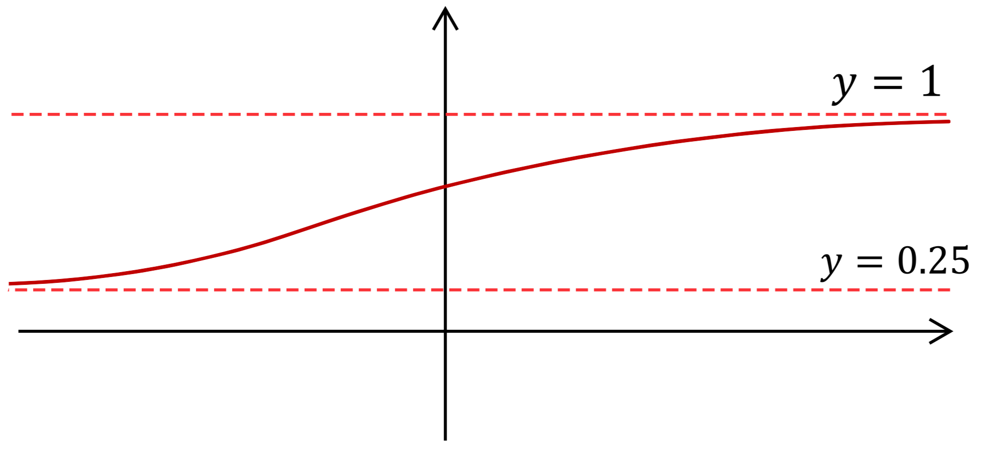 y = 1
y = 0.25